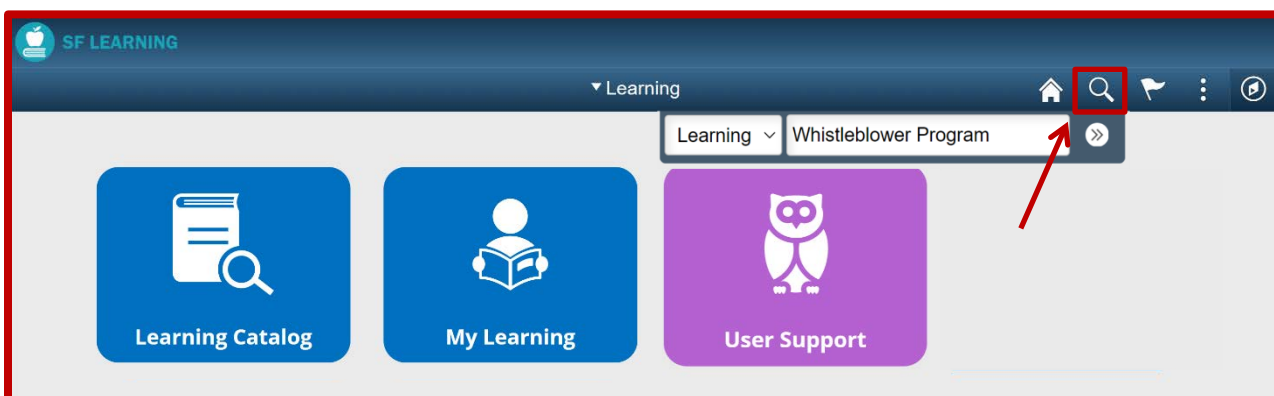 SF LEARNING
Learning
Learning Whistleblower Program
Learning Catalog
My Learning
User Support